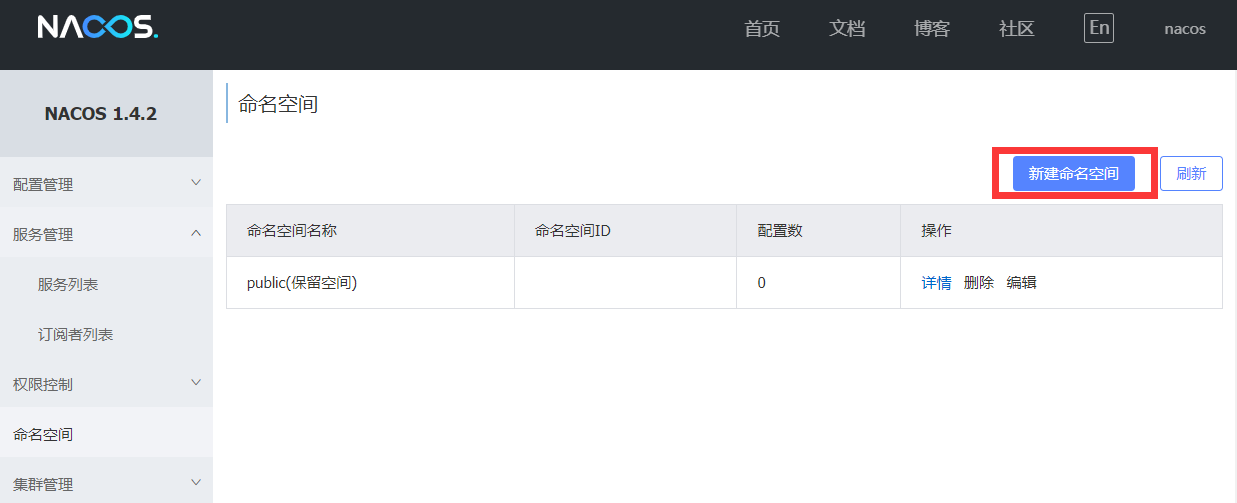 NACOS. 首页 文档 博客 社区 En nacos
NACOS 1.4.2
配置管理
服务管理
服务列表
订阅者列表
权限控制
命名空间
集群管理
命名空间
新建命名空间 刷新
命名空间名称 命名空间ID 配置数 操作
public(保留空间) 0 详情 删除 编辑